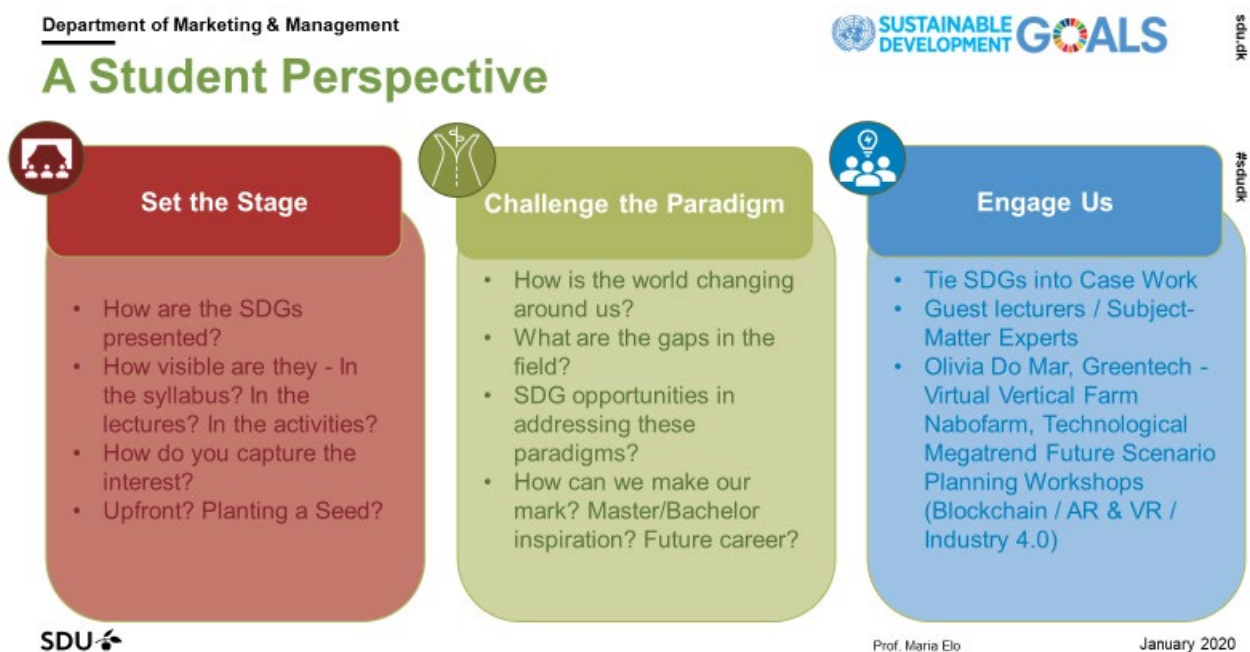 Department of Marketing & Management
SUSTAINABLE
DEVELOPMENT
GOALS
sdu.dk
A Student Perspective
#sdudk
Set the Stage
• How are the SDGs
presented?
• How visible are they - In
the syllabus? In the
lectures? In the activities?
• How do you capture the
interest?
• Upfront? Planting a Seed?
Challenge the Paradigm
• How is the world changing
around us?
• What are the gaps in the
field?
• SDG opportunities in
addressing these
paradigms?
• How can we make our
mark? Master/Bachelor
inspiration? Future career?
Engage Us
• Tie SDGs into Case Work
• Guest lecturers / Subject-
Matter Experts
• Olivia Do Mar, Greentech -
Virtual Vertical Farm
Nabofarm, Technological
Megatrend Future Scenario
Planning Workshops
(Blockchain / AR & VR /
Industry 4.0)
SDU
Prof. Maria Elo
January 2020